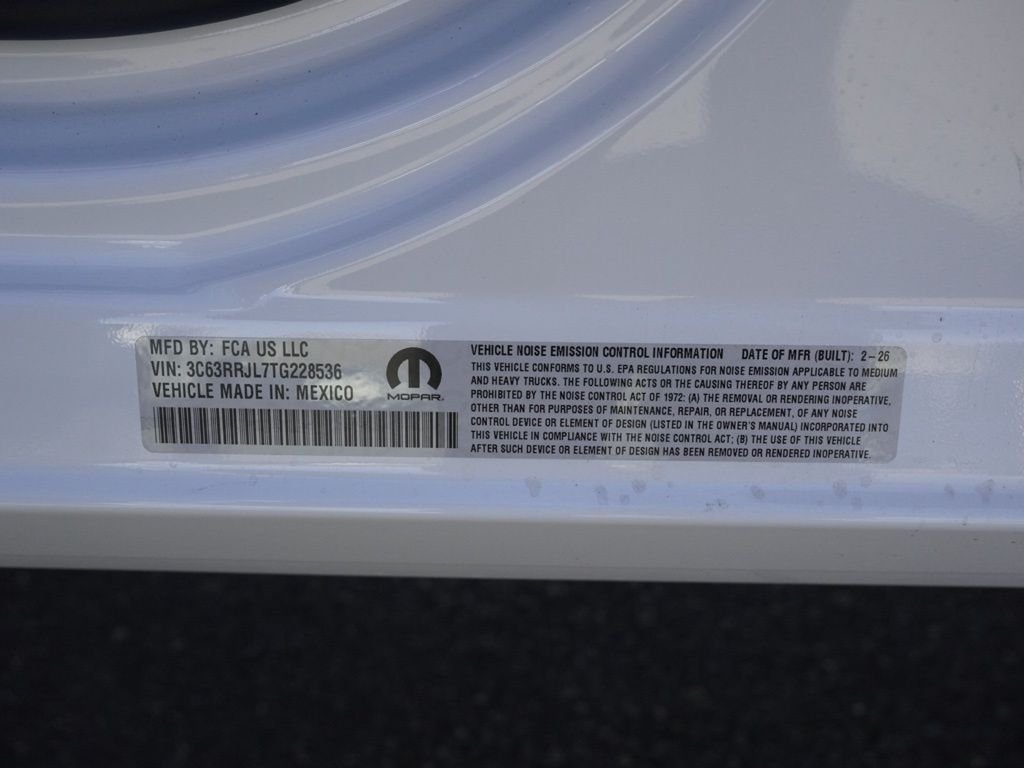 MFD BY: FCA US LLC
VIN: 3C63RRJL7TG228536
VEHICLE MADE IN: MEXICO
MOPAR.
VEHICLE NOISE EMISSION CONTROL INFORMATION DATE OF MFR (BUILT): 2-26
THIS VEHICLE CONFORMS TO U.S. EPA REGULATIONS FOR NOISE EMISSION APPLICABLE TO MEDIUM
AND HEAVY TRUCKS. THE FOLLOWING ACTS OR THE CAUSING THEREOF BY ANY PERSON ARE
PROHIBITED BY THE NOISE CONTROL ACT OF 1972: (A) THE REMOVAL OR RENDERING INOPERATIVE,
OTHER THAN FOR PURPOSES OF MAINTENANCE, REPAIR, OR REPLACEMENT, OF ANY NOISE
CONTROL DEVICE OR ELEMENT OF DESIGN (LISTED IN THE OWNER'S MANUAL) INCORPORATED INTO
THIS VEHICLE IN COMPLIANCE WITH THE NOISE CONTROL ACT; (B) THE USE OF THIS VEHICLE
AFTER SUCH DEVICE OR ELEMENT OF DESIGN HAS BEEN REMOVED OR RENDERED INOPERATIVE.